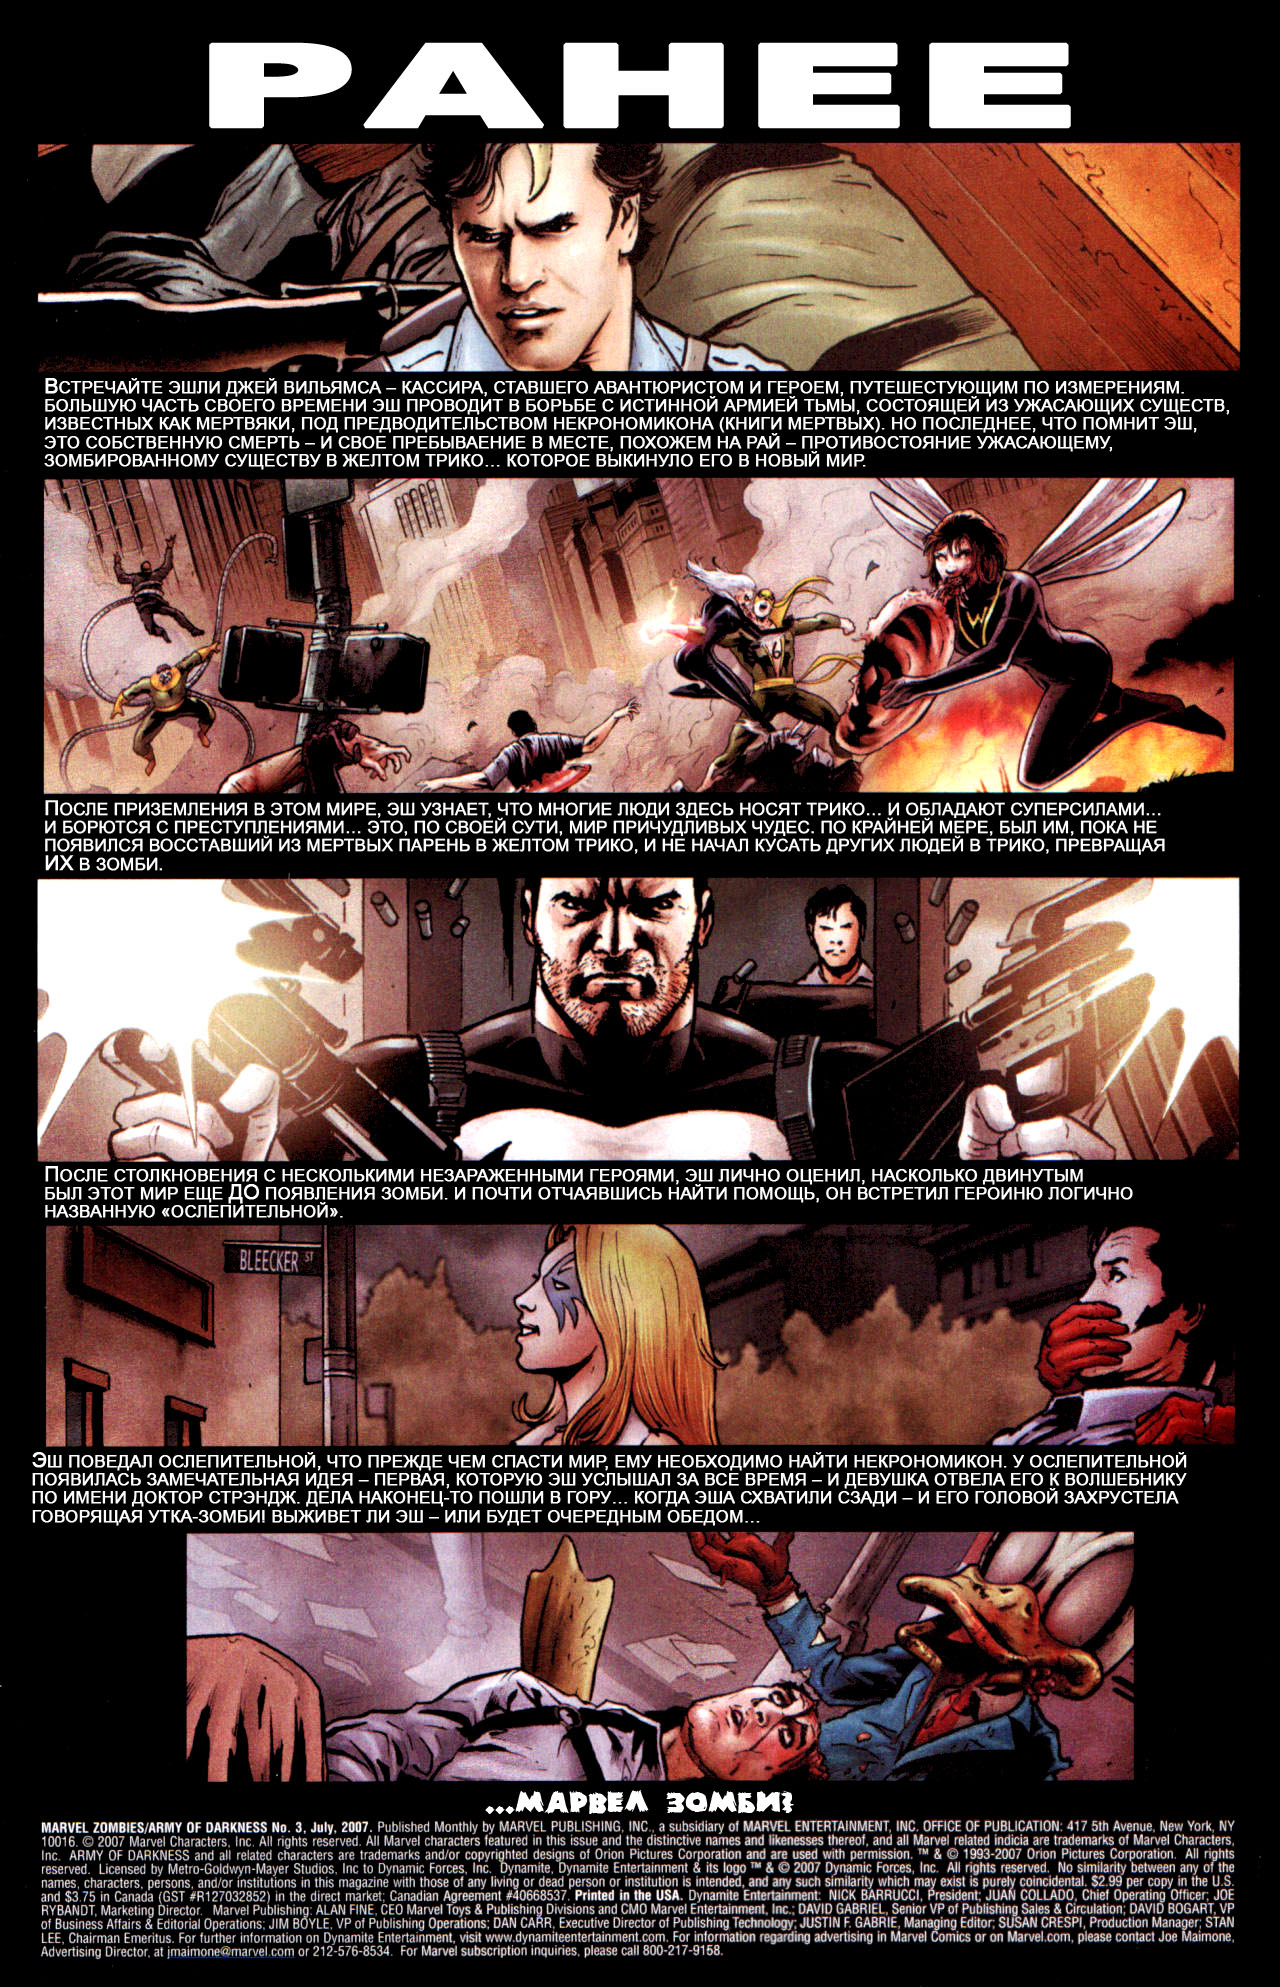 РАНЕЕ
ВСТРЕЧАЙТЕ ЭШЛИ ДЖЕЙ ВИЛЬЯМСА – КАССИРА, СТАВШЕГО АВАНТЮРИСТОМ И ГЕРОЕМ, ПУТЕШЕСТУЮЩИМ ПО ИЗМЕРЕНИЯМ.
БОЛЬШУЮ ЧАСТЬ СВОЕГО ВРЕМЕНИ ЭШ ПРОВОДИТ В БОРЬБЕ С ИСТИННОЙ АРМИЕЙ ТЬМЫ, СОСТОЯЩЕЙ ИЗ УЖАСАЮЩИХ СУЩЕСТВ,
ИЗВЕСТНЫХ КАК МЕРТВЯКИ, ПОД ПРЕДВОДИТЕЛЬСТВОМ НЕКРОНОМИКОНА (КНИГИ МЕРТВЫХ). НО ПОСЛЕДНЕЕ, ЧТО ПОМНИТ ЭШ,
ЭТО СОБСТВЕННУЮ СМЕРТЬ – И СВОЕ ПРЕБЫВАЕНИЕ В МЕСТЕ, ПОХОЖЕМ НА РАЙ – ПРОТИВОСТОЯНИЕ УЖАСАЮЩЕМУ,
ЗОМБИРОВАННОМУ СУЩЕСТВУ В ЖЕЛТОМ ТРИКО... КОТОРОЕ ВЫКИНУЛО ЕГО В НОВЫЙ МИР.
ПОСЛЕ ПРИЗЕМЛЕНИЯ В ЭТОМ МИРЕ, ЭШ УЗНАЕТ, ЧТО МНОГИЕ ЛЮДИ ЗДЕСЬ НОСЯТ ТРИКО... И ОБЛАДАЮТ СУПЕРСИЛАМИ...
И БОРЮТСЯ С ПРЕСТУПЛЕНИЯМИ... ЭТО, ПО СВОЕЙ СУТИ, МИР ПРИЧУДЛИВЫХ ЧУДЕС. ПО КРАЙНЕЙ МЕРЕ, БЫЛ ИМ, ПОКА НЕ
ПОЯВИЛСЯ ВОССТАВШИЙ ИЗ МЕРТВЫХ ПАРЕНЬ В ЖЕЛТОМ ТРИКО, И НЕ НАЧАЛ КУСАТЬ ДРУГИХ ЛЮДЕЙ В ТРИКО, ПРЕВРАЩАЯ
ИХ В ЗОМБИ.
ПОСЛЕ СТОЛКНОВЕНИЯ С НЕСКОЛЬКИМИ НЕЗАРАЖЕННЫМИ ГЕРОЯМИ, ЭШ ЛИЧНО ОЦЕНИЛ, НАСКОЛЬКО ДВИНУТЫМ
БЫЛ ЭТОТ МИР ЕЩЕ ДО ПОЯВЛЕНИЯ ЗОМБИ. И ПОЧТИ ОТЧАЯВШИСЬ НАЙТИ ПОМОЩЬ, ОН ВСТРЕТИЛ ГЕРОИНЮ ЛОГИЧНО
НАЗВАННУЮ «ОСЛЕПИТЕЛЬНОЙ».
BLEECKER ST
ЭШ ПОВЕДАЛ ОСЛЕПИТЕЛЬНОЙ, ЧТО ПРЕЖДЕ ЧЕМ СПАСТИ МИР, ЕМУ НЕОБХОДИМО НАЙТИ НЕКРОНОМИКОН. У ОСЛЕПИТЕЛЬНОЙ
ПОЯВИЛАСЬ ЗАМЕЧАТЕЛЬНАЯ ИДЕЯ – ПЕРВАЯ, КОТОРУЮ ЭШ УСЛЫШАЛ ЗА ВСЕ ВРЕМЯ – И ДЕВУШКА ОТВЕЛА ЕГО К ВОЛШЕБНИКУ
ПО ИМЕНИ ДОКТОР СТРЭНДЖ. ДЕЛА НАКОНЕЦ-ТО ПОШЛИ В ГОРУ... КОГДА ЭША СХВАТИЛИ СЗАДИ – И ЕГО ГОЛОВОЙ ЗАХРУСТЕЛА
ГОВОРЯЩАЯ УТКА-ЗОМБИ! ВЫЖИВЕТ ЛИ ЭШ – ИЛИ БУДЕТ ОЧЕРЕДНЫМ ОБЕДОМ...
...МАРВЕЛ ЗОМБИ?
MARVEL ZOMBIES/ARMY OF DARKNESS No. 3, July, 2007. Published Monthly by MARVEL PUBLISHING, INC., a subsidiary of MARVEL ENTERTAINMENT, INC. OFFICE OF PUBLICATION: 417 5th Avenue, New York, NY
10016. © 2007 Marvel Characters, Inc. All rights reserved. All Marvel characters featured in this issue and the distinctive names and likenesses thereof, and all Marvel related indicia are trademarks of Marvel Characters,
Inc. ARMY OF DARKNESS and all related characters are trademarks and/or copyrighted designs of Orion Pictures Corporation and are used with permission. ™ & © 1993-2007 Orion Pictures Corporation. All rights
reserved. Licensed by Metro-Goldwyn-Mayer Studios, Inc to Dynamic Forces, Inc. Dynamite, Dynamite Entertainment & its logo ™ & © 2007 Dynamic Forces, Inc. All rights reserved. No similarity between any of the
names, characters, persons, and/or institutions in this magazine with those of any living or dead person or institution is intended, and any such similarity which may exist is purely coincidental. $2.99 per copy in the U.S.
and $3.75 in Canada (GST #R127032852) in the direct market; Canadian Agreement #40668537. Printed in the USA. Dynamite Entertainment: NICK BARRUCCI, President; JUAN COLLADO, Chief Operating Officer; JOE
RYBANDT, Marketing Director. Marvel Publishing: ALAN FINE, CEO Marvel Toys & Publishing Divisions and CMO Marvel Entertainment, Inc.; DAVID GABRIEL, Senior VP of Publishing Sales & Circulation; DAVID BOGART, VP
of Business Affairs & Editorial Operations; JIM BOYLE, VP of Publishing Operations; DAN CARR, Executive Director of Publishing Technology; JUSTIN F. GABRIE, Managing Editor; SUSAN CRESPI, Production Manager; STAN
LEE, Chairman Emeritus. For further information on Dynamite Entertainment, visit www.dynamiteentertainment.com. For information regarding advertising in Marvel Comics or on Marvel.com, please contact Joe Maimone,
Advertising Director, at jmaimone@marvel.com or 212-576-8534. For Marvel subscription inquiries, please call 800-217-9158.